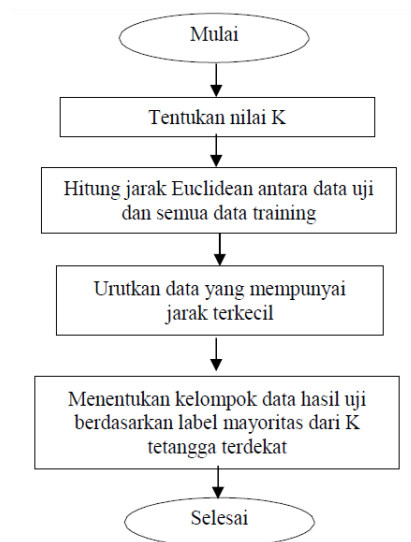 Mulai
Tentukan nilai K
Hitung jarak Euclidean antara data uji
dan semua data training
Urutkan data yang mempunyai
jarak terkecil
Menentukan kelompok data hasil uji
berdasarkan label mayoritas dari K
tetangga terdekat
Selesai